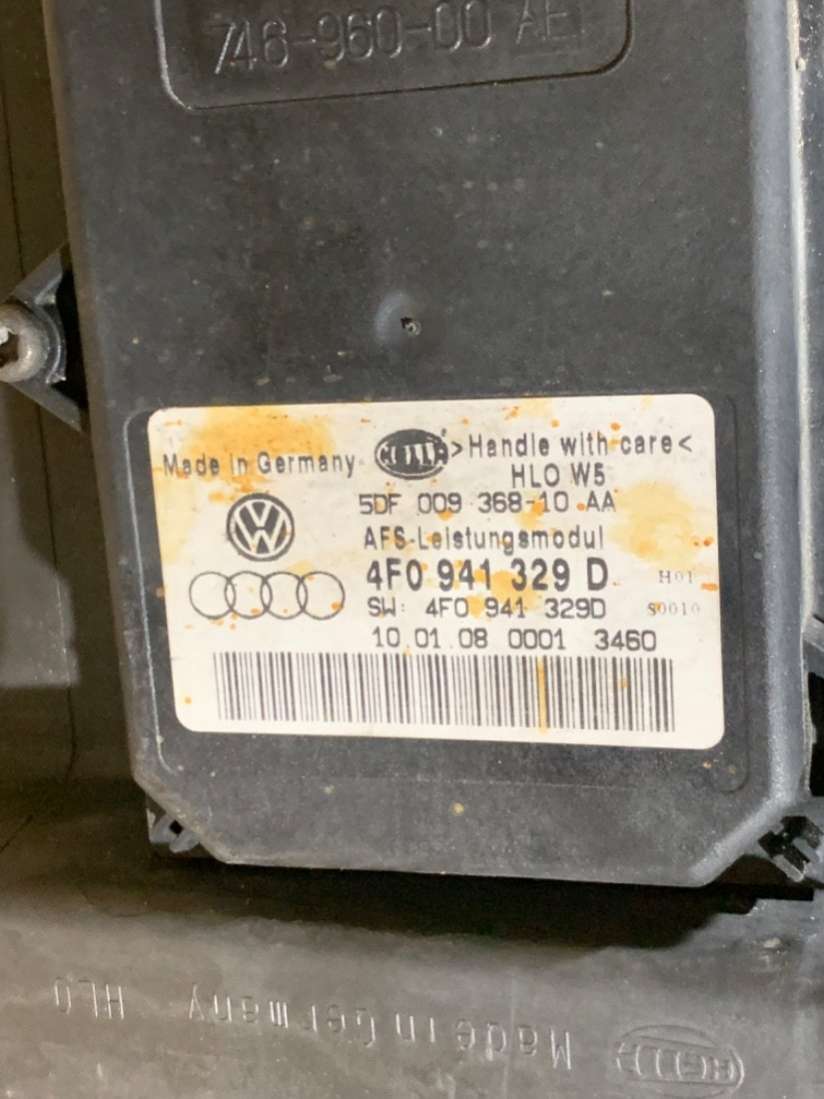 746-960-00 AE
Made in Germany HELLA >Handle with care<
HLO W5
5DF 009 368-10 AA
AFS-Leistungsmodul
4F0 941 329 D H01
SW: 4F0 941 329D S0010
10.01.08 0001 3460
HELLA Made in Germany HLO